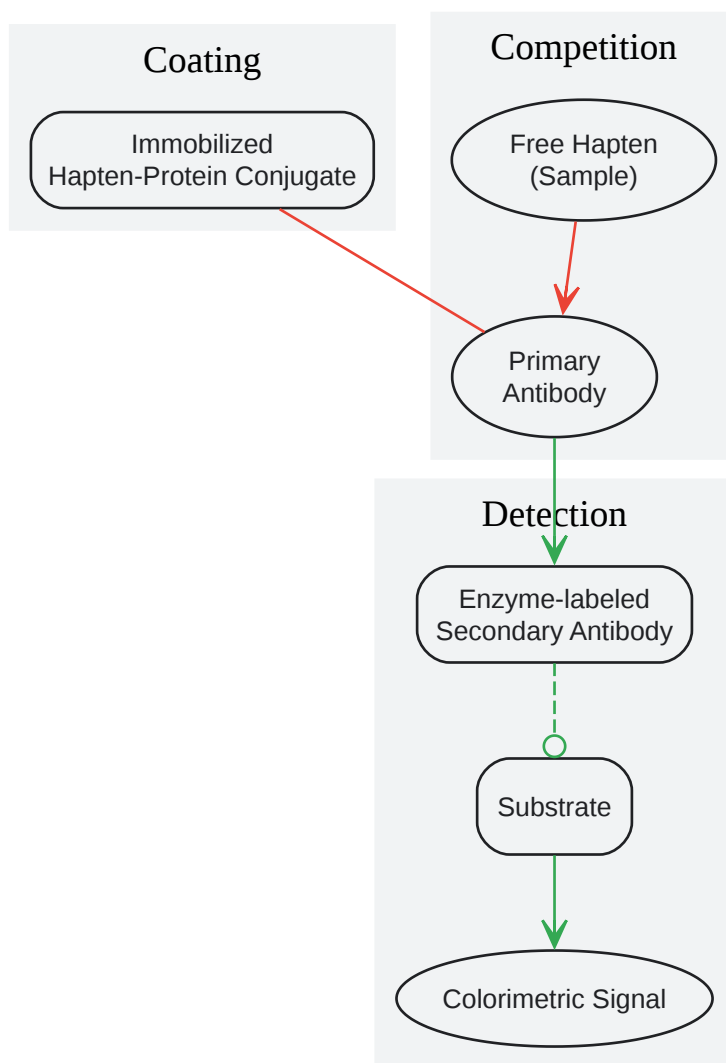 Coating
Immobilized
Hapten-Protein Conjugate
Competition
Free Hapten
(Sample)
Primary
Antibody
Detection
Enzyme-labeled
Secondary Antibody
Substrate
Colorimetric Signal